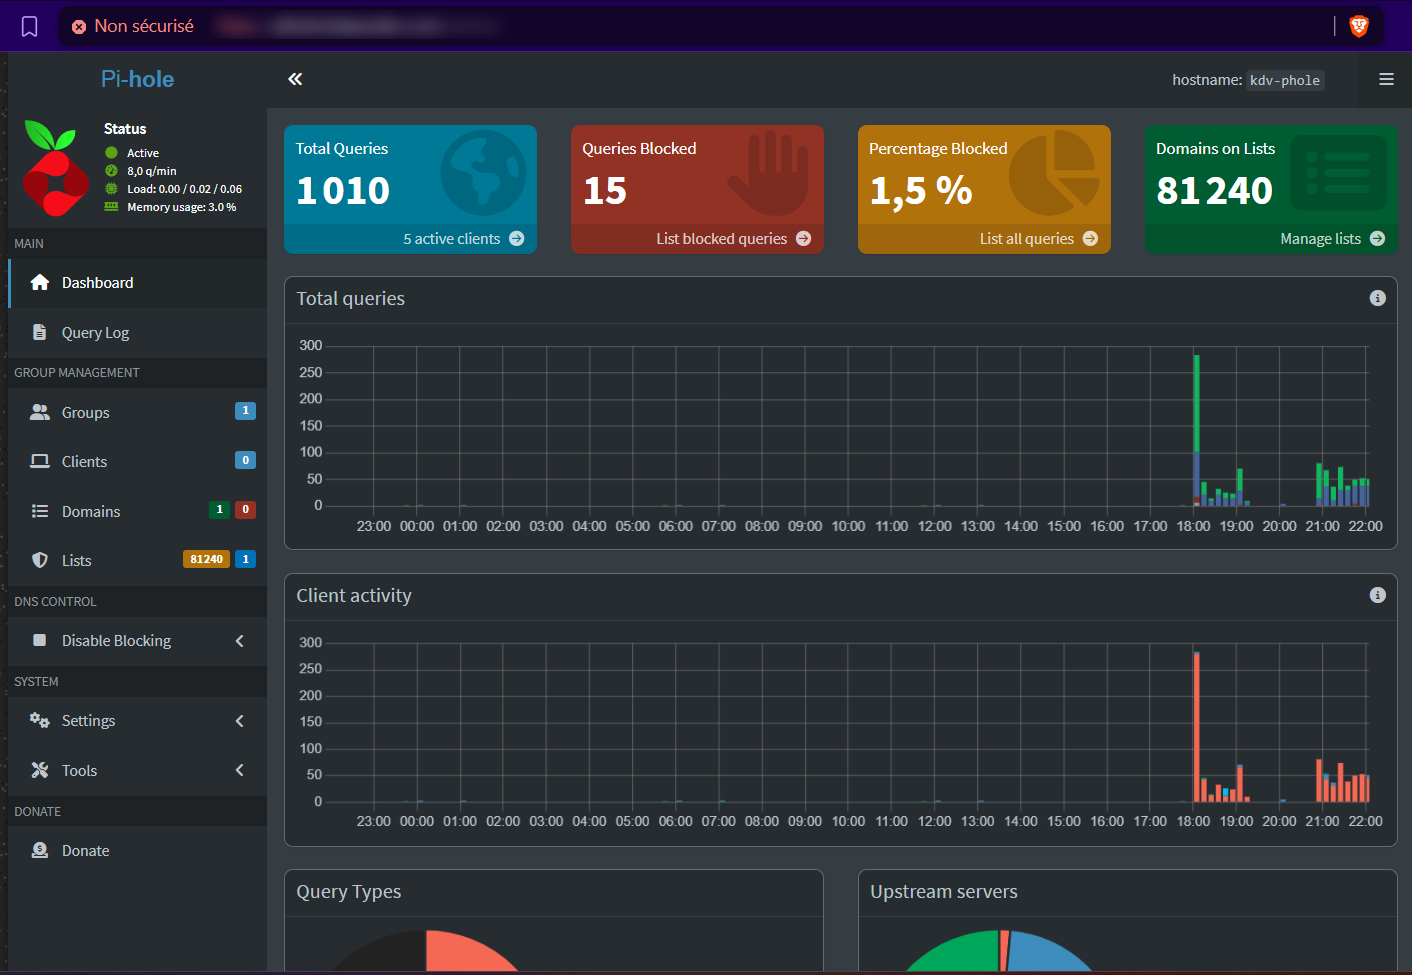 Non sécurisé
Pi-hole
hostname: kdv-phole
Status
Active
8,0 q/min
Load: 0.00 / 0.02 / 0.06
Memory usage: 3.0 %
MAIN
Dashboard
Query Log
GROUP MANAGEMENT
Groups 1
Clients 0
Domains 1 0
Lists 81240 1
DNS CONTROL
Disable Blocking
SYSTEM
Settings
Tools
DONATE
Donate
Total Queries
1 010
5 active clients
Queries Blocked
15
List blocked queries
Percentage Blocked
1,5 %
List all queries
Domains on Lists
81 240
Manage lists
Total queries
300
250
200
150
100
50
0
23:00 00:00 01:00 02:00 03:00 04:00 05:00 06:00 07:00 08:00 09:00 10:00 11:00 12:00 13:00 14:00 15:00 16:00 17:00 18:00 19:00 20:00 21:00 22:00
Client activity
300
250
200
150
100
50
0
23:00 00:00 01:00 02:00 03:00 04:00 05:00 06:00 07:00 08:00 09:00 10:00 11:00 12:00 13:00 14:00 15:00 16:00 17:00 18:00 19:00 20:00 21:00 22:00
Query Types
Upstream servers